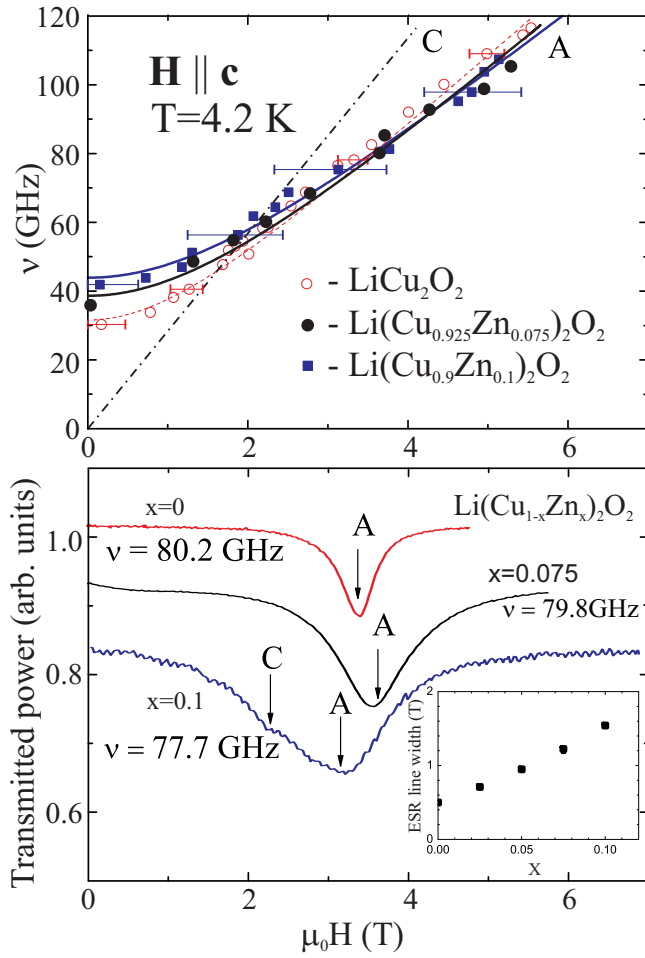 120
100
80
60
40
20
0
ν (GHz)
H || c
T=4.2 K
C
A
- LiCu₂O₂
- Li(Cu₀.₉₂₅Zn₀.₀₇₅)₂O₂
- Li(Cu₀.₉Zn₀.₁)₂O₂
0 2 4 6
Transmitted power (arb. units)
1.0
0.8
0.6
x=0
ν = 80.2 GHz
A
Li(Cu₁₋ₓZnₓ)₂O₂
x=0.075
ν = 79.8GHz
A
C
x=0.1
A
ν = 77.7 GHz
ESR line width (T)
2
1
0
0.00 0.05 0.10
X
0 2 4 6
μ₀H (T)